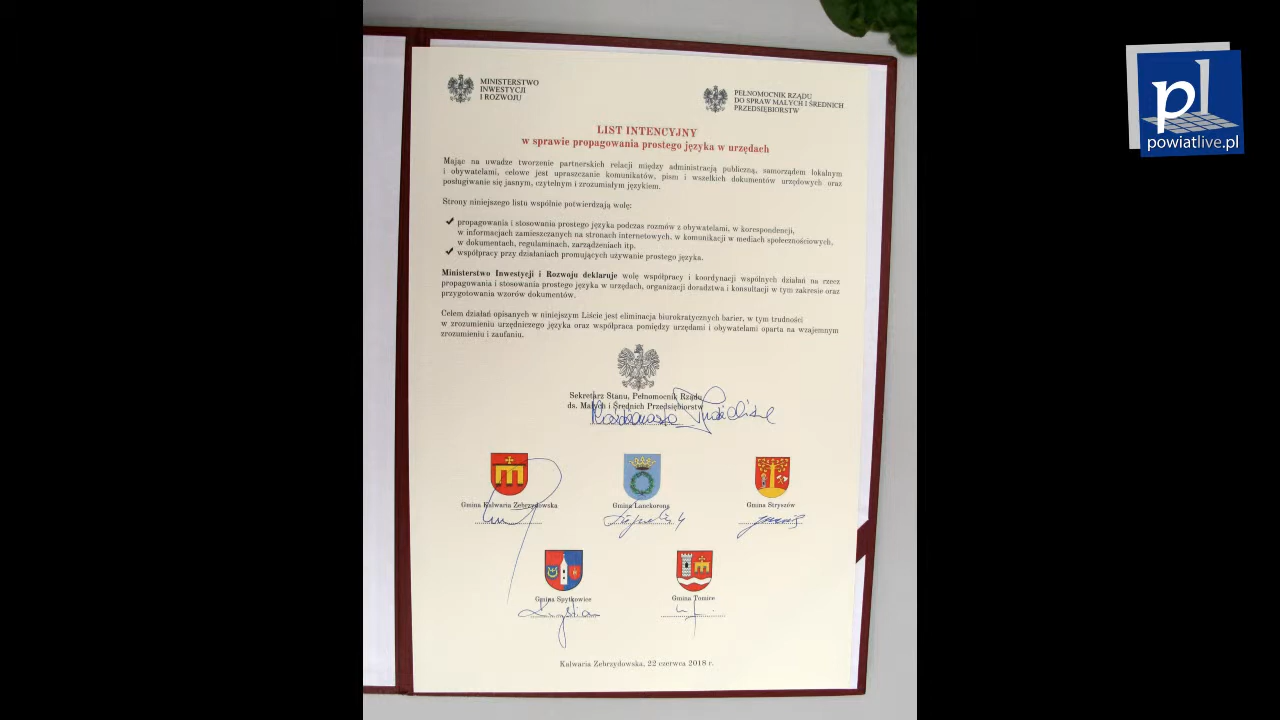 MINISTERSTWO
INWESTYCJI
I ROZWOJU
PEŁNOMOCNIK RZĄDU
DO SPRAW MAŁYCH I ŚREDNICH
PRZEDSIĘBIORSTW
pl
powiatlive.pl
LIST INTENCYJNY
w sprawie propagowania prostego języka w urzędach
Mając na uwadze tworzenie partnerskich relacji między administracją publiczną, samorządem lokalnym
i obywatelami, celowe jest upraszczanie komunikatów, pism i wszelkich dokumentów urzędowych oraz
posługiwanie się jasnym, czytelnym i zrozumiałym językiem.
Strony niniejszego listu wspólnie potwierdzają wolę:
✔ propagowania i stosowania prostego języka podczas rozmów z obywatelami, w korespondencji,
w informacjach zamieszczanych na stronach internetowych, w komunikacji w mediach społecznościowych,
w dokumentach, regulaminach, zarządzeniach itp.
✔ współpracy przy działaniach promujących używanie prostego języka.
Ministerstwo Inwestycji i Rozwoju deklaruje wolę współpracy i koordynacji wspólnych działań na rzecz
propagowania i stosowania prostego języka w urzędach, organizacji doradztwa i konsultacji w tym zakresie oraz
przygotowania wzorów dokumentów.
Celem działań opisanych w niniejszym Liście jest eliminacja biurokratycznych barier, w tym trudności
w zrozumieniu urzędniczego języka oraz współpraca pomiędzy urzędami i obywatelami oparta na wzajemnym
zrozumieniu i zaufaniu.
Sekretarz Stanu, Pełnomocnik Rządu
ds. Małych i Średnich Przedsiębiorstw
Gmina Kalwaria Zebrzydowska
Gmina Lanckorona
Gmina Stryszów
Gmina Spytkowice
Gmina Tomice
Kalwaria Zebrzydowska, 22 czerwca 2018 r.